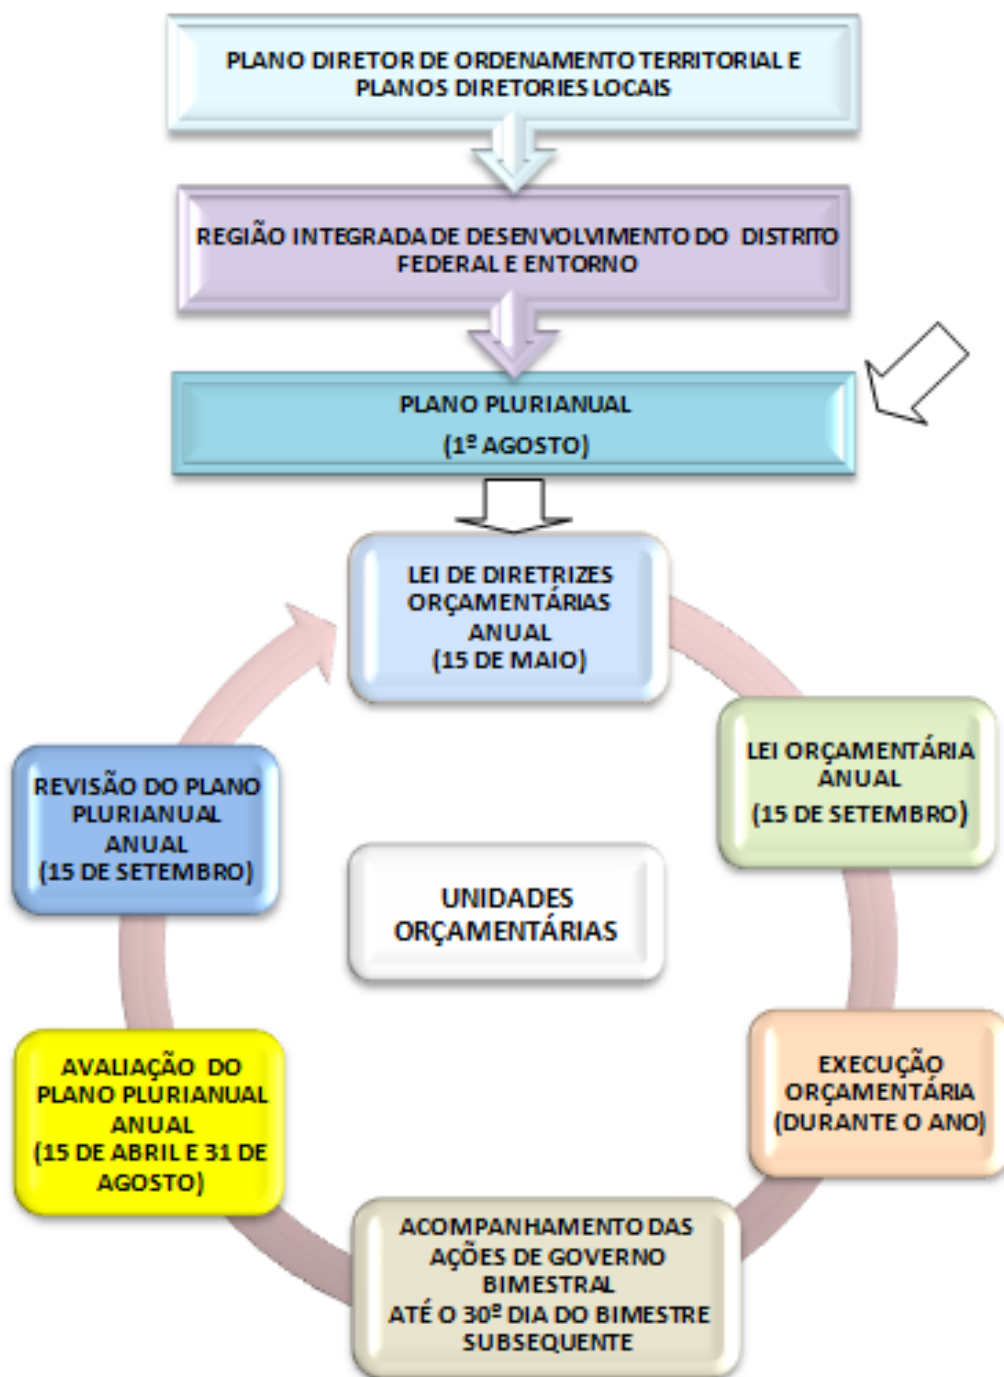 PLANO DIRETOR DE ORDENAMENTO TERRITORIAL E
PLANOS DIRETORIES LOCAIS
REGIÃO INTEGRADA DE DESENVOLVIMENTO DO DISTRITO
FEDERAL E ENTORNO
PLANO PLURIANUAL
(1º AGOSTO)
LEI DE DIRETRIZES
ORÇAMENTÁRIAS
ANUAL
(15 DE MAIO)
LEI ORÇAMENTÁRIA
ANUAL
(15 DE SETEMBRO)
EXECUÇÃO
ORÇAMENTÁRIA
(DURANTE O ANO)
ACOMPANHAMENTO DAS
AÇÕES DE GOVERNO
BIMESTRAL
ATÉ O 30º DIA DO BIMESTRE
SUBSEQUENTE
AVALIAÇÃO DO
PLANO PLURIANUAL
ANUAL
(15 DE ABRIL E 31 DE
AGOSTO)
REVISÃO DO PLANO
PLURIANUAL
ANUAL
(15 DE SETEMBRO)
UNIDADES
ORÇAMENTÁRIAS